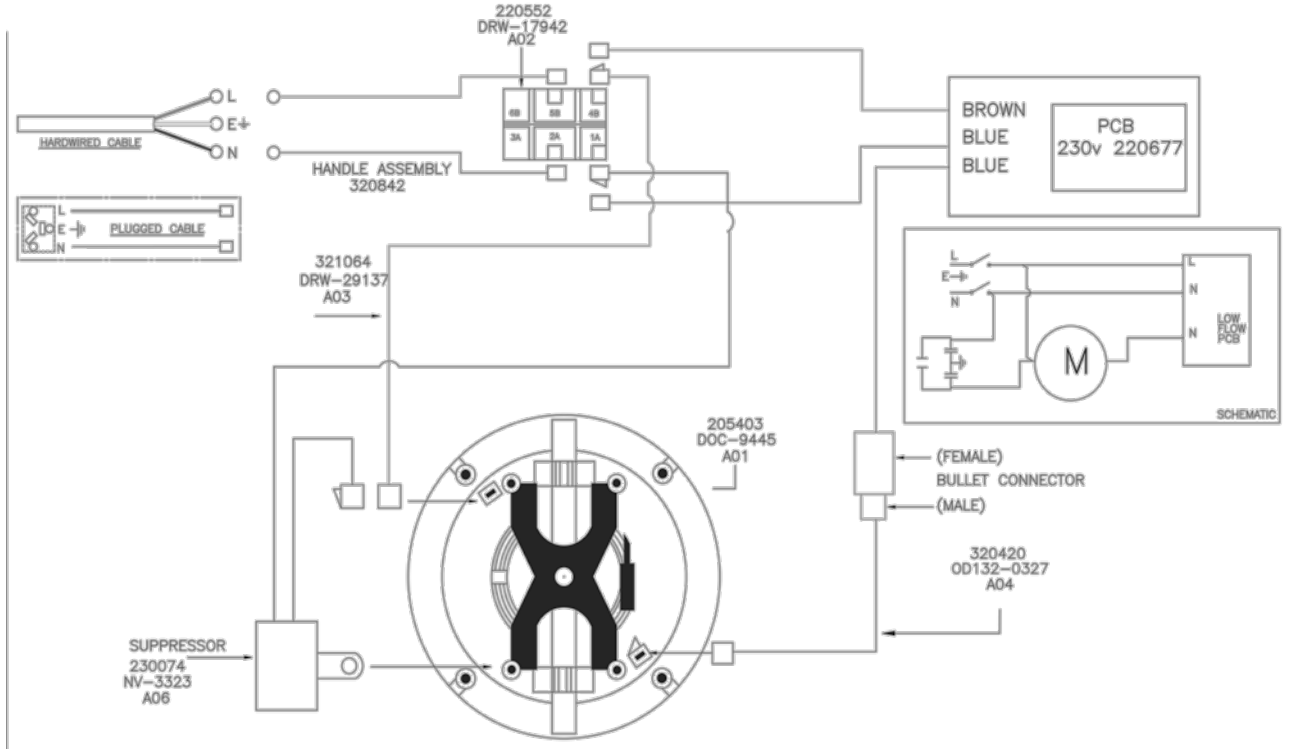 220552
DRW-17942
A02
L
E
N
HARDWIRED CABLE
6B
5B
4B
3A
2A
1A
HANDLE ASSEMBLY
320842
BROWN
BLUE
BLUE
PCB
230v 220677
L
E
N
PLUGGED CABLE
321064
DRW-29137
A03
L
E
N
L
N
N
LOW
FLOW
PCB
M
SCHEMATIC
205403
DOC-9445
A01
(FEMALE)
BULLET CONNECTOR
(MALE)
320420
OD132-0327
A04
SUPPRESSOR
230074
NV-3323
A06